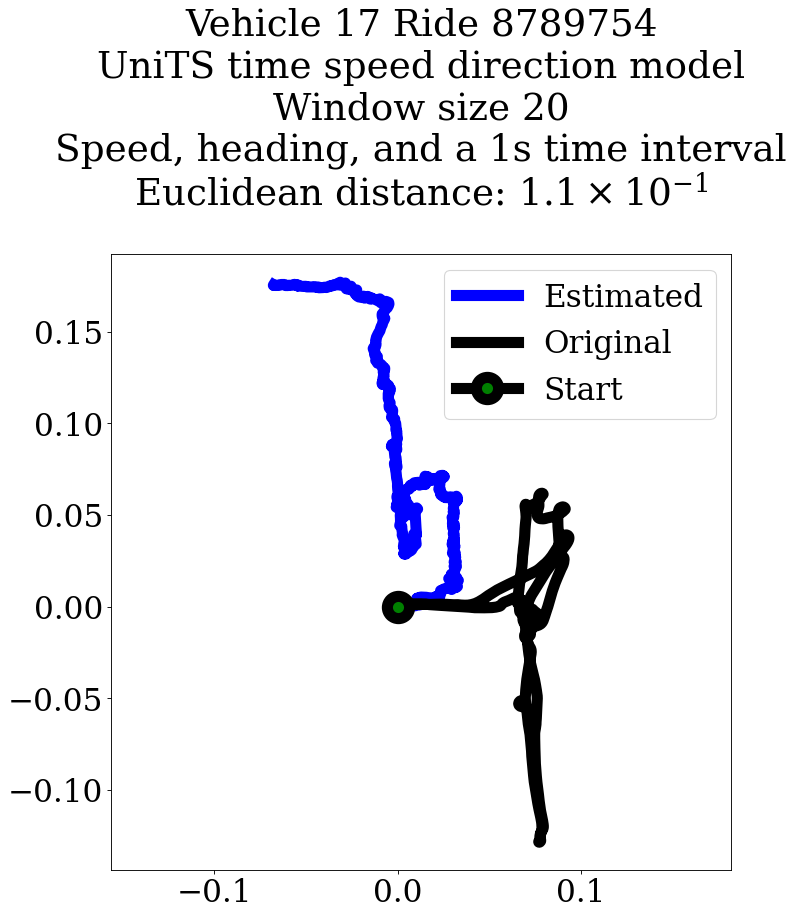 Vehicle 17 Ride 8789754
UniTS time speed direction model
Window size 20
Speed, heading, and a 1s time interval
Euclidean distance: 1.1 × 10⁻¹
Estimated
Original
Start
0.15
0.10
0.05
0.00
−0.05
−0.10
−0.1 0.0 0.1